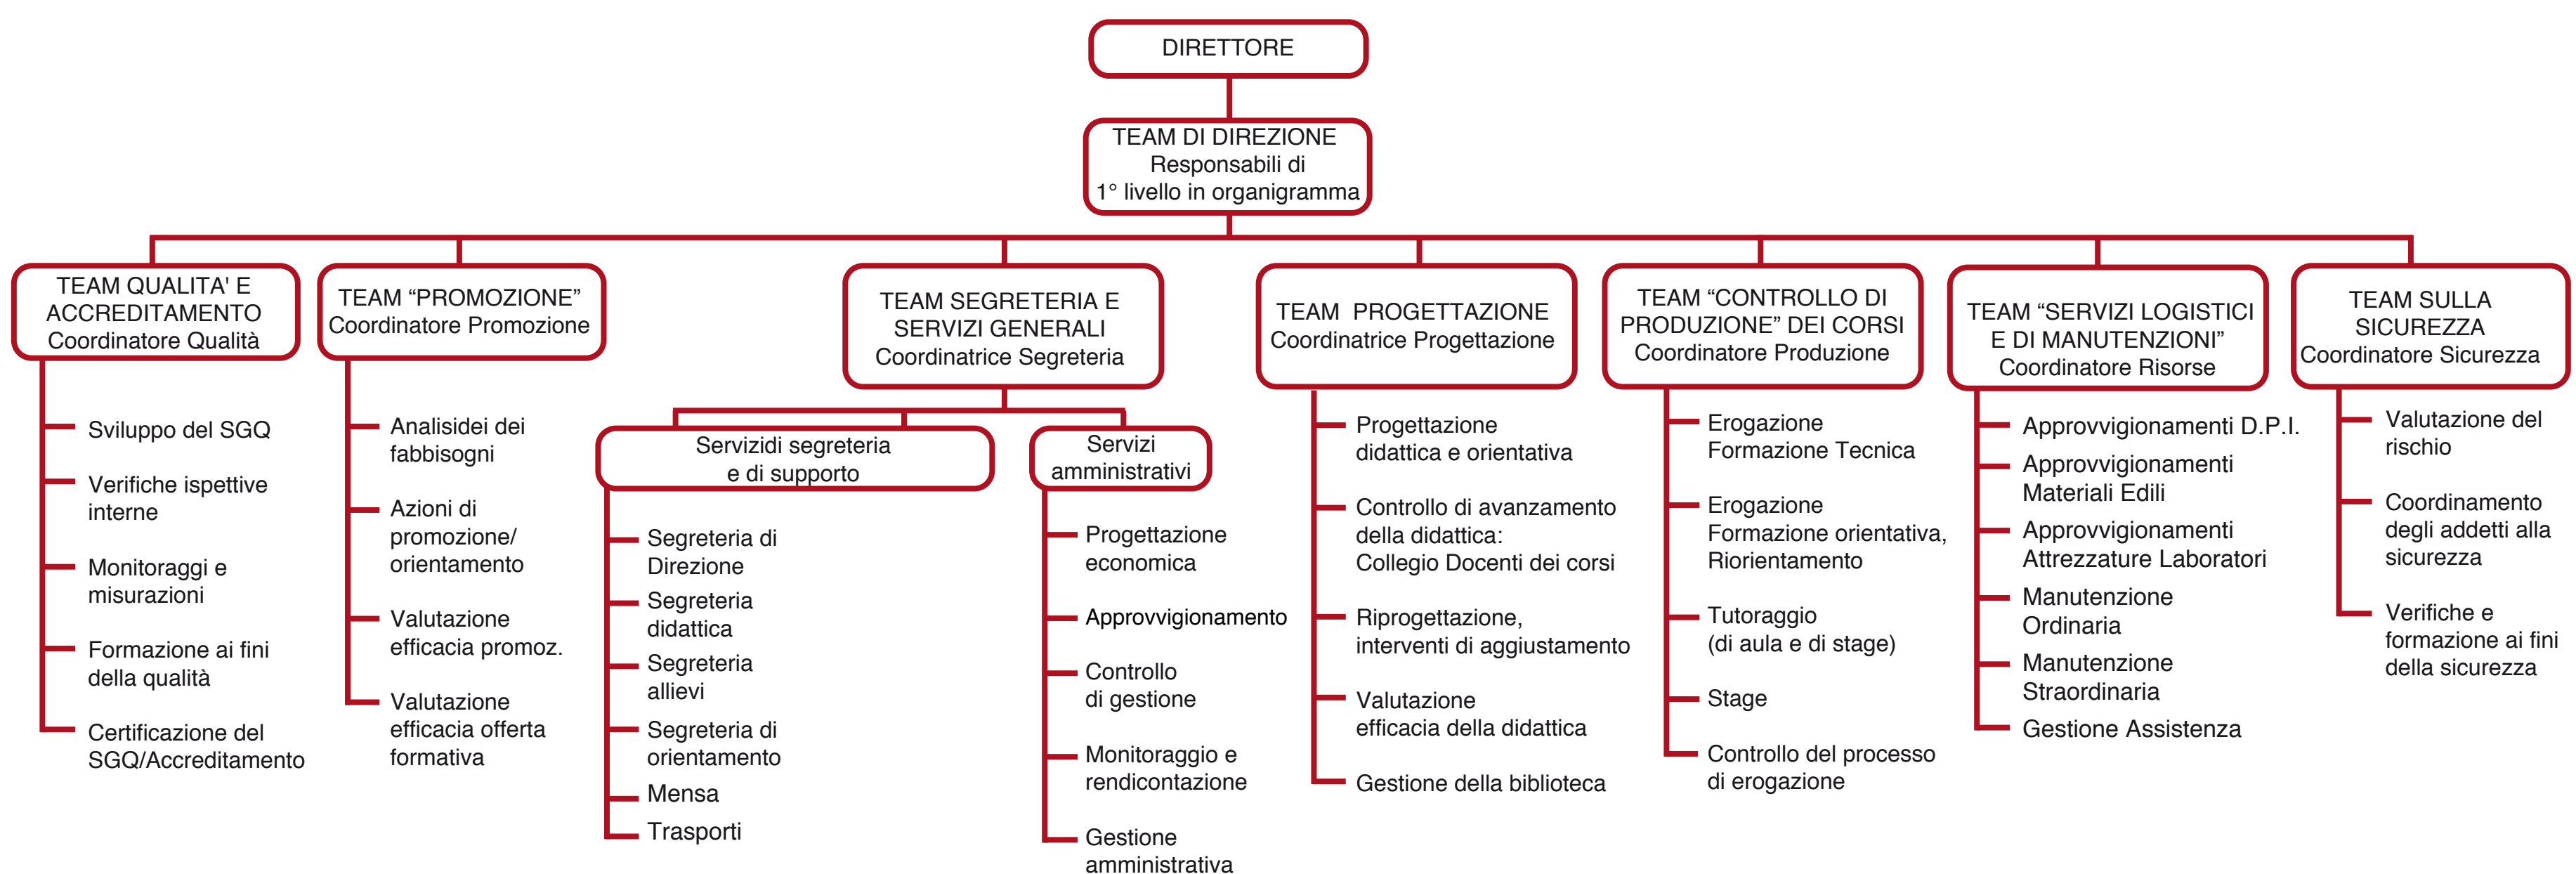 DIRETTORE
TEAM DI DIREZIONE
Responsabili di
1° livello in organigramma
TEAM QUALITA' E
ACCREDITAMENTO
Coordinatore Qualità
Sviluppo del SGQ
Verifiche ispettive
interne
Monitoraggi e
misurazioni
Formazione ai fini
della qualità
Certificazione del
SGQ/Accreditamento
TEAM “PROMOZIONE”
Coordinatore Promozione
Analisidei dei
fabbisogni
Azioni di
promozione/
orientamento
Valutazione
efficacia promoz.
Valutazione
efficacia offerta
formativa
TEAM SEGRETERIA E
SERVIZI GENERALI
Coordinatrice Segreteria
Servizidi segreteria
e di supporto
Segreteria di
Direzione
Segreteria
didattica
Segreteria
allievi
Segreteria di
orientamento
Mensa
Trasporti
Servizi
amministrativi
Progettazione
economica
Approvvigionamento
Controllo
di gestione
Monitoraggio e
rendicontazione
Gestione
amministrativa
TEAM PROGETTAZIONE
Coordinatrice Progettazione
Progettazione
didattica e orientativa
Controllo di avanzamento
della didattica:
Collegio Docenti dei corsi
Riprogettazione,
interventi di aggiustamento
Valutazione
efficacia della didattica
Gestione della biblioteca
TEAM “CONTROLLO DI
PRODUZIONE” DEI CORSI
Coordinatore Produzione
Erogazione
Formazione Tecnica
Erogazione
Formazione orientativa,
Riorientamento
Tutoraggio
(di aula e di stage)
Stage
Controllo del processo
di erogazione
TEAM “SERVIZI LOGISTICI
E DI MANUTENZIONI”
Coordinatore Risorse
Approvvigionamenti D.P.I.
Approvvigionamenti
Materiali Edili
Approvvigionamenti
Attrezzature Laboratori
Manutenzione
Ordinaria
Manutenzione
Straordinaria
Gestione Assistenza
TEAM SULLA
SICUREZZA
Coordinatore Sicurezza
Valutazione del
rischio
Coordinamento
degli addetti alla
sicurezza
Verifiche e
formazione ai fini
della sicurezza